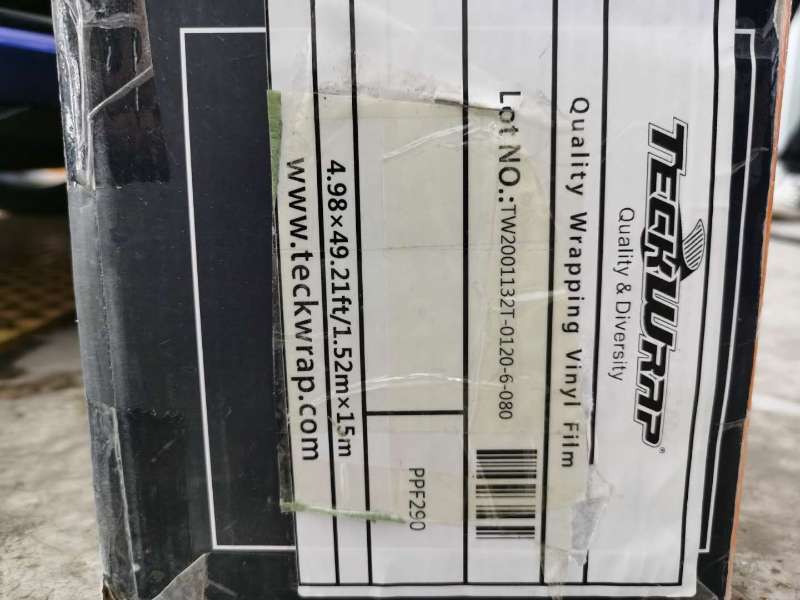 TECKWRAP®
Quality & Diversity
Quality Wrapping Vinyl Film
Lot NO.:TW2001132T-0120-6-080
PPF290
4.98×49.21ft/1.52m×15m
www.teckwrap.com